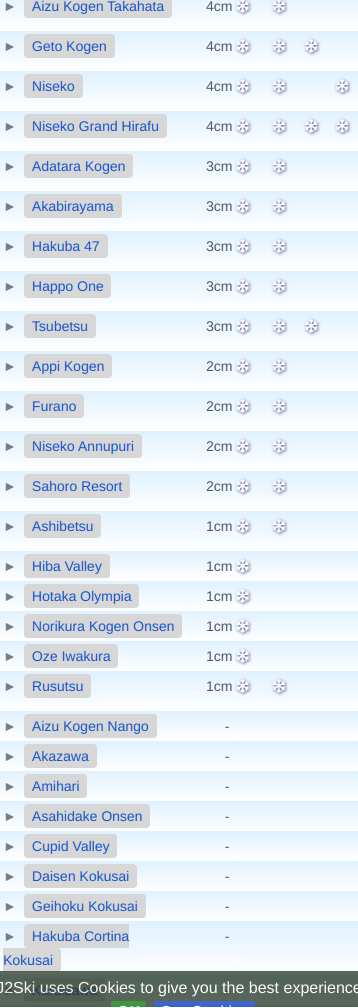 Aizu Kogen Takahata 4cm
Geto Kogen 4cm
Niseko 4cm
Niseko Grand Hirafu 4cm
Adatara Kogen 3cm
Akabirayama 3cm
Hakuba 47 3cm
Happo One 3cm
Tsubetsu 3cm
Appi Kogen 2cm
Furano 2cm
Niseko Annupuri 2cm
Sahoro Resort 2cm
Ashibetsu 1cm
Hiba Valley 1cm
Hotaka Olympia 1cm
Norikura Kogen Onsen 1cm
Oze Iwakura 1cm
Rusutsu 1cm
Aizu Kogen Nango -
Akazawa -
Amihari -
Asahidake Onsen -
Cupid Valley -
Daisen Kokusai -
Geihoku Kokusai -
Hakuba Cortina -
Kokusai
J2Ski uses Cookies to give you the best experience